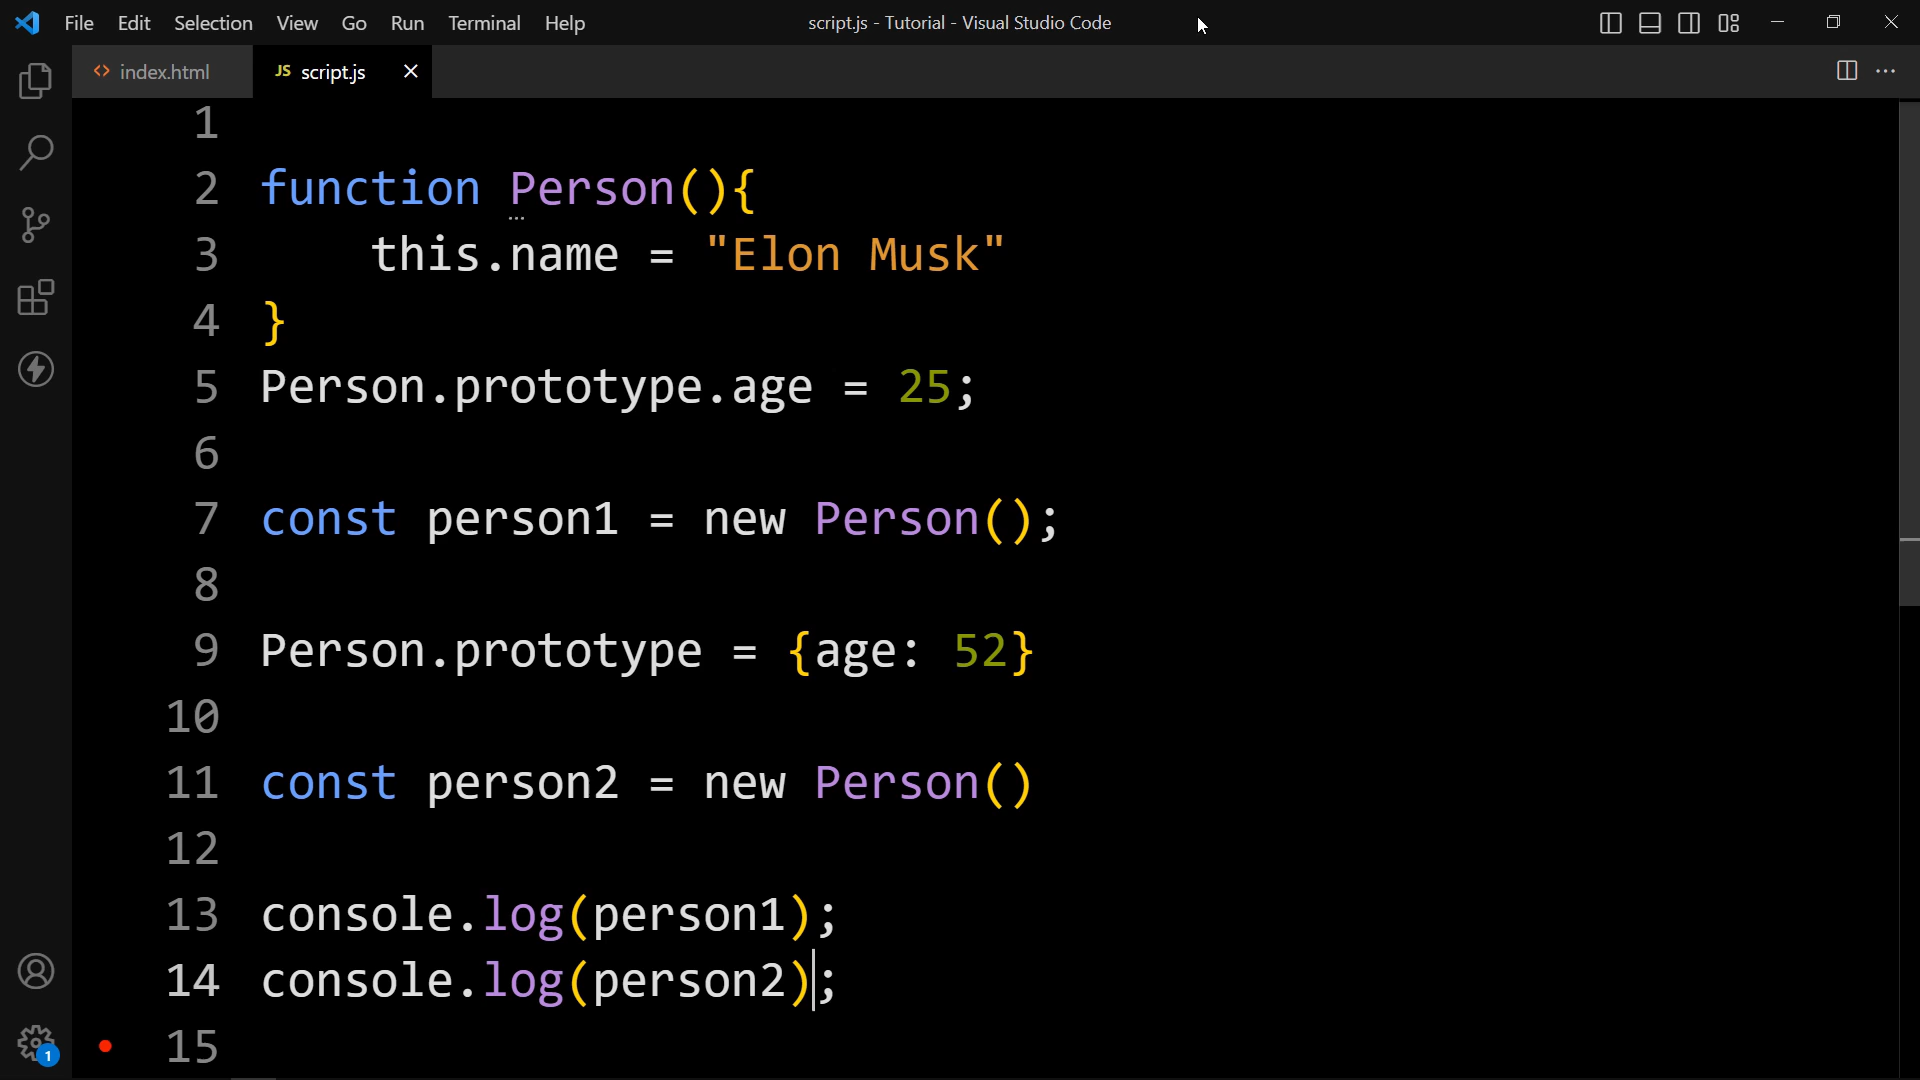 File Edit Selection View Go Run Terminal Help script.js - Tutorial - Visual Studio Code
<> index.html JS script.js
1
2 function Person(){
3     this.name = "Elon Musk"
4 }
5 Person.prototype.age = 25;
6
7 const person1 = new Person();
8
9 Person.prototype = {age: 52}
10
11 const person2 = new Person()
12
13 console.log(person1);
14 console.log(person2);
15
1